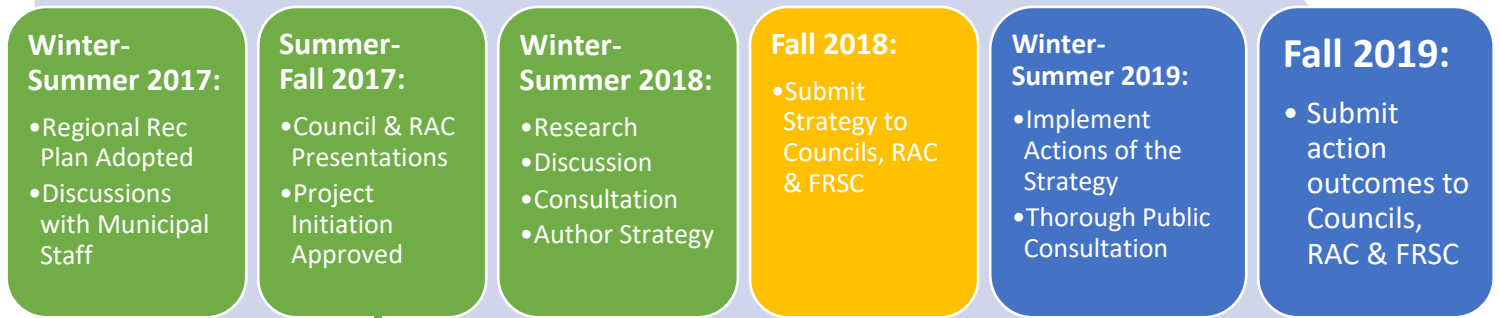 Winter-
Summer 2017:
•Regional Rec
Plan Adopted
•Discussions
with Municipal
Staff
Summer-
Fall 2017:
•Council & RAC
Presentations
•Project
Initiation
Approved
Winter-
Summer 2018:
•Research
•Discussion
•Consultation
•Author Strategy
Fall 2018:
•Submit
Strategy to
Councils, RAC
& FRSC
Winter-
Summer 2019:
•Implement
Actions of the
Strategy
•Thorough Public
Consultation
Fall 2019:
• Submit
action
outcomes to
Councils,
RAC & FRSC